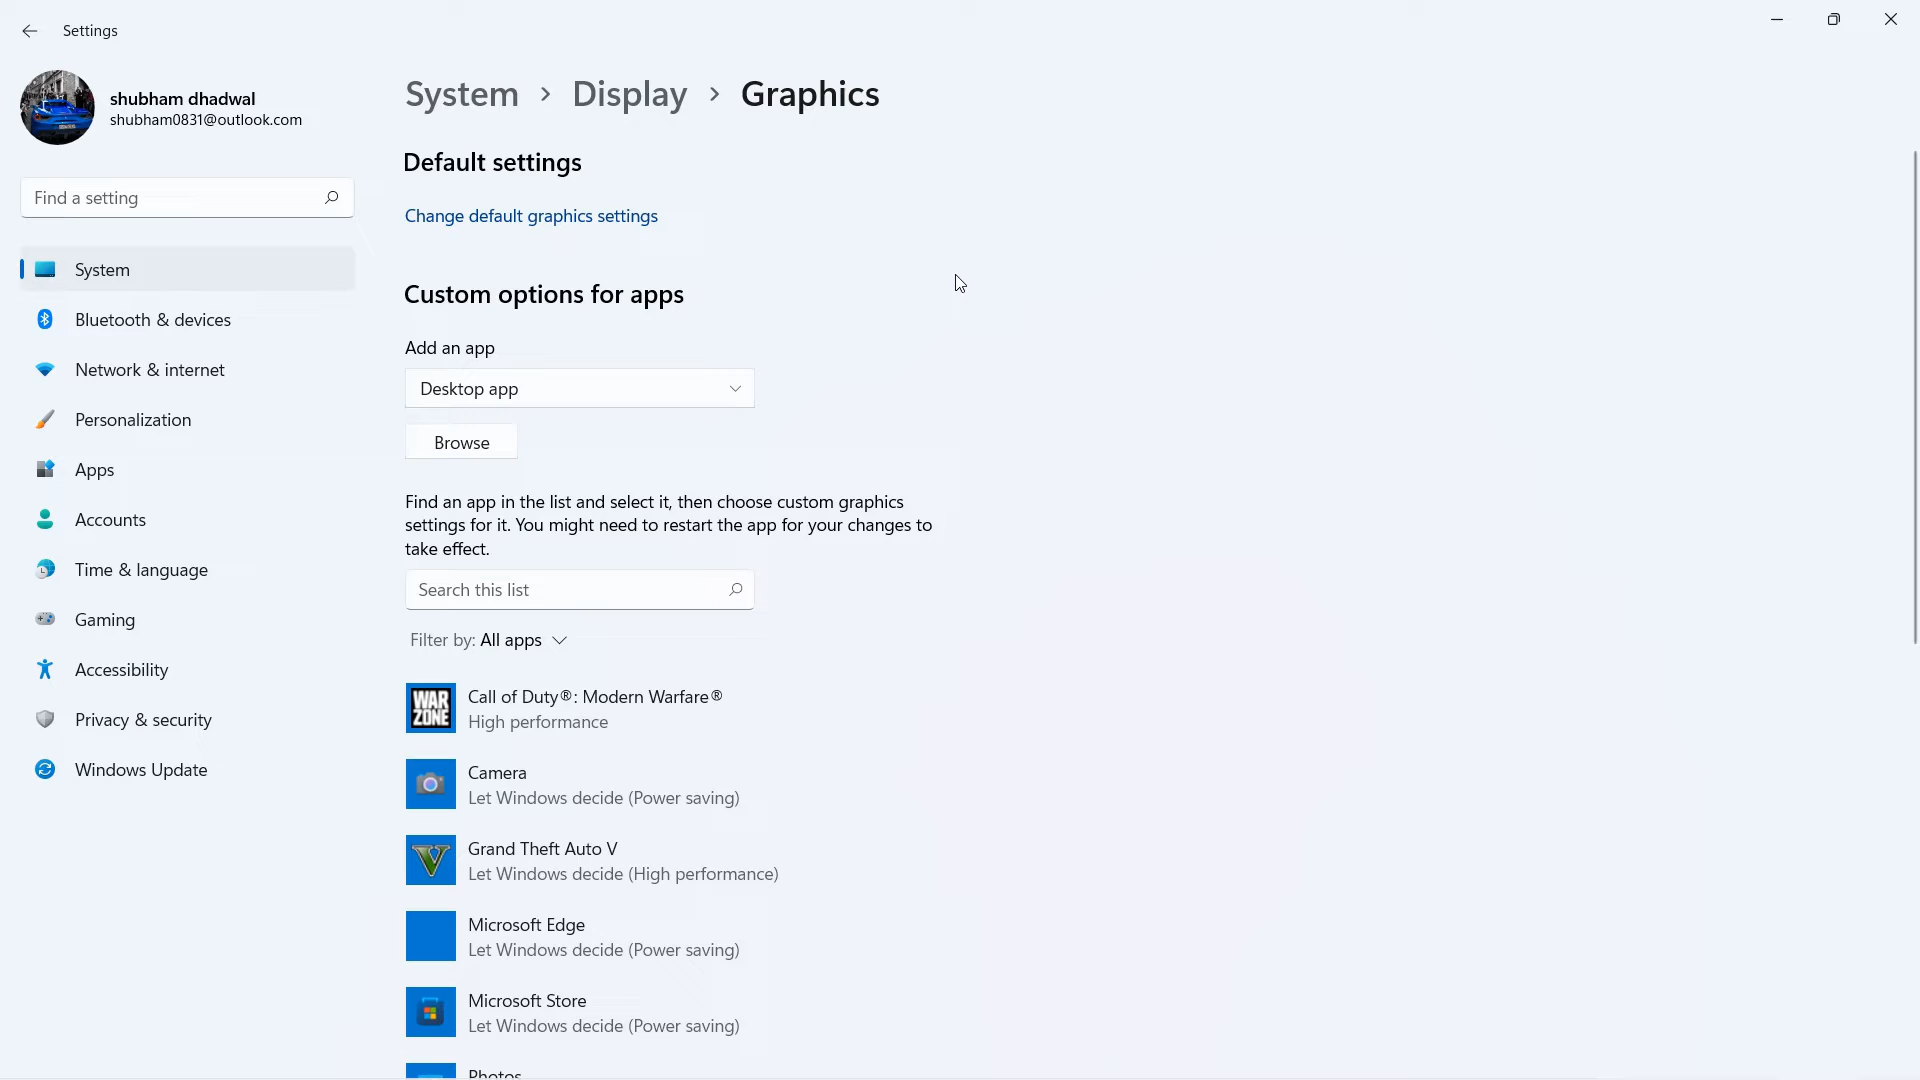 Settings
shubham dhadwal
shubham0831@outlook.com
Find a setting
System
Bluetooth & devices
Network & internet
Personalization
Apps
Accounts
Time & language
Gaming
Accessibility
Privacy & security
Windows Update
System > Display > Graphics
Default settings
Change default graphics settings
Custom options for apps
Add an app
Desktop app
Browse
Find an app in the list and select it, then choose custom graphics
settings for it. You might need to restart the app for your changes to
take effect.
Search this list
Filter by: All apps
WAR
ZONE
Call of Duty®: Modern Warfare®
High performance
Camera
Let Windows decide (Power saving)
V
Grand Theft Auto V
Let Windows decide (High performance)
Microsoft Edge
Let Windows decide (Power saving)
Microsoft Store
Let Windows decide (Power saving)
Photos